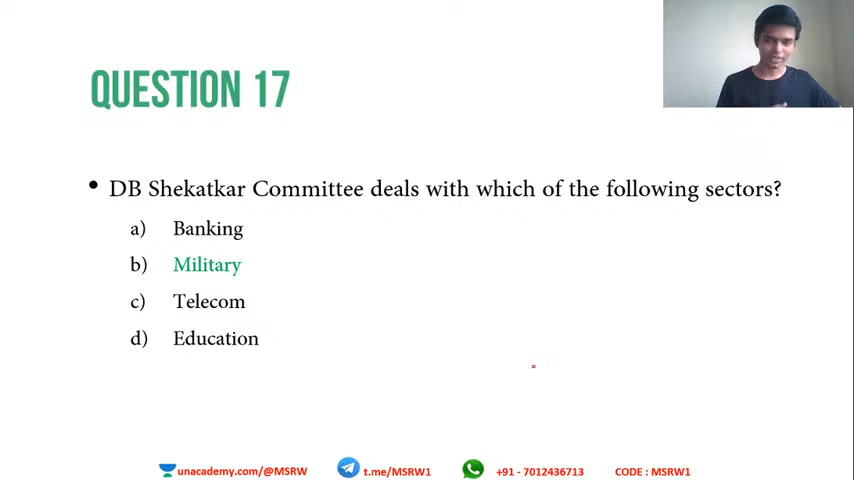 QUESTION 17
• DB Shekatkar Committee deals with which of the following sectors?
a) Banking
b) Military
c) Telecom
d) Education
unacademy.com/@MSRW t.me/MSRW1 +91 - 7012436713 CODE : MSRW1